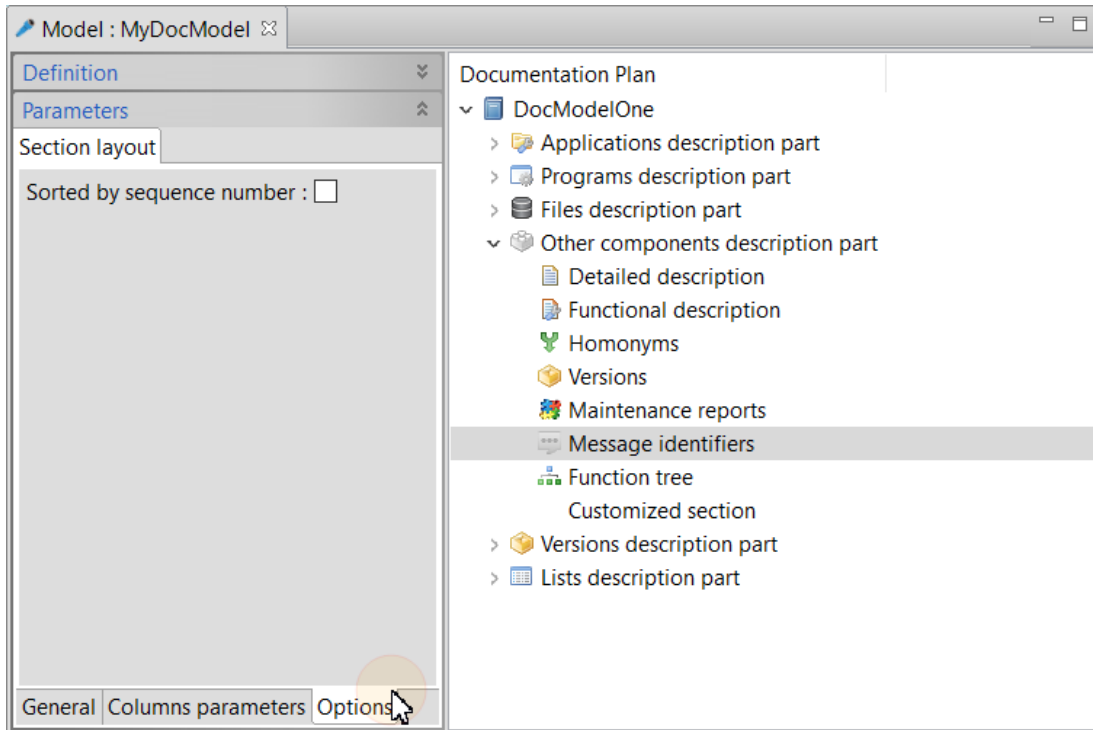 Model : MyDocModel
Definition
Parameters
Section layout
Sorted by sequence number :
General Columns parameters Options
Documentation Plan
DocModelOne
Applications description part
Programs description part
Files description part
Other components description part
Detailed description
Functional description
Homonyms
Versions
Maintenance reports
Message identifiers
Function tree
Customized section
Versions description part
Lists description part